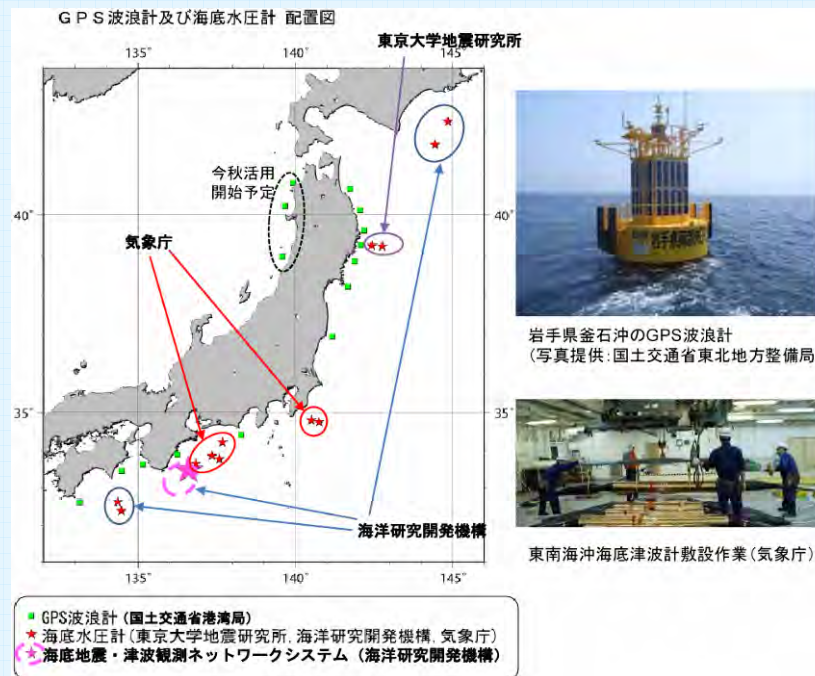 GPS波浪計及び海底水圧計 配置図
東京大学地震研究所
135°
140°
145°
今秋活用
開始予定
40°
40°
気象庁
岩手県釜石沖のGPS波浪計
(写真提供:国土交通省東北地方整備局
35°
35°
海洋研究開発機構
東南海沖海底津波計敷設作業(気象庁)
135°
140°
145°
GPS波浪計(国土交通省港湾局)
海底水圧計(東京大学地震研究所, 海洋研究開発機構, 気象庁)
海底地震・津波観測ネットワークシステム (海洋研究開発機構)